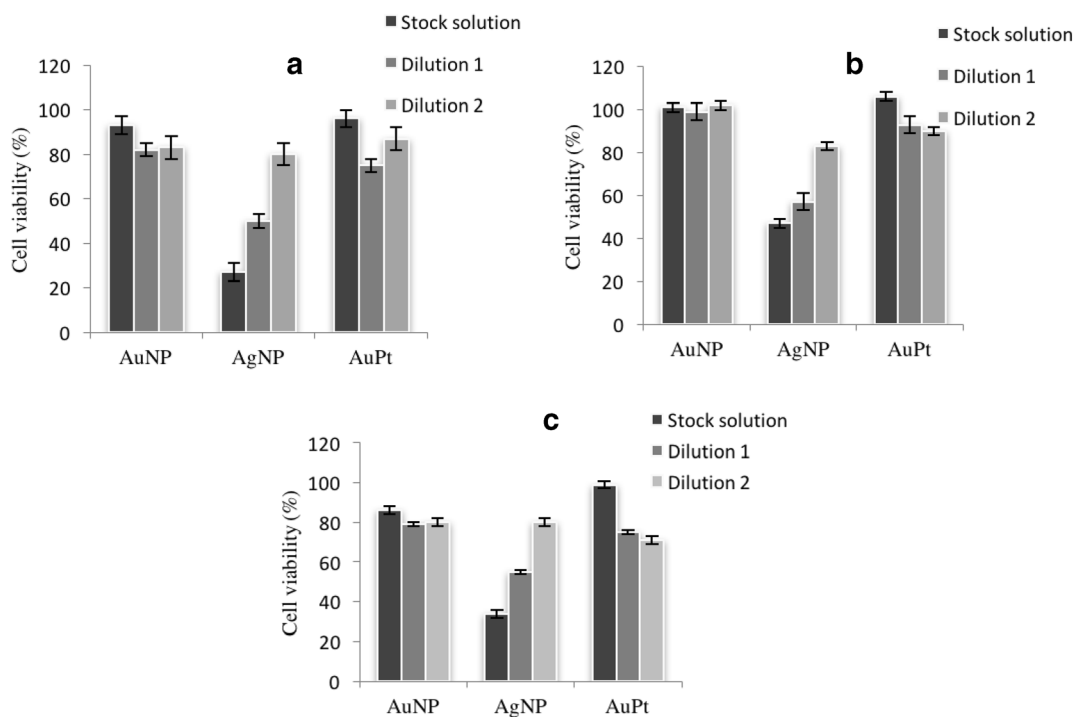 a
Stock solution
Dilution 1
Dilution 2
Cell viability (%)
120
100
80
60
40
20
0
AuNP AgNP AuPt
b
Stock solution
Dilution 1
Dilution 2
Cell viability (%)
120
100
80
60
40
20
0
AuNP AgNP AuPt
c
Stock solution
Dilution 1
Dilution 2
Cell viability (%)
120
100
80
60
40
20
0
AuNP AgNP AuPt